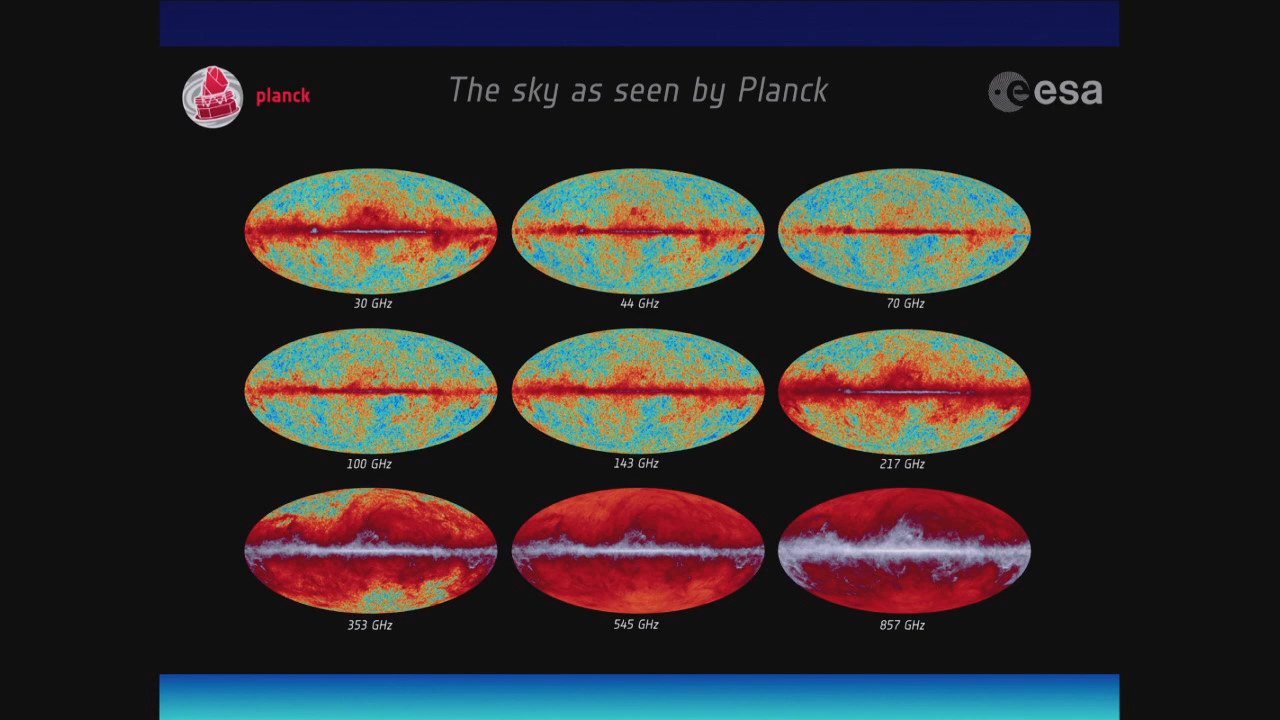 planck
The sky as seen by Planck
esa
30 GHz
44 GHz
70 GHz
100 GHz
143 GHz
217 GHz
353 GHz
545 GHz
857 GHz